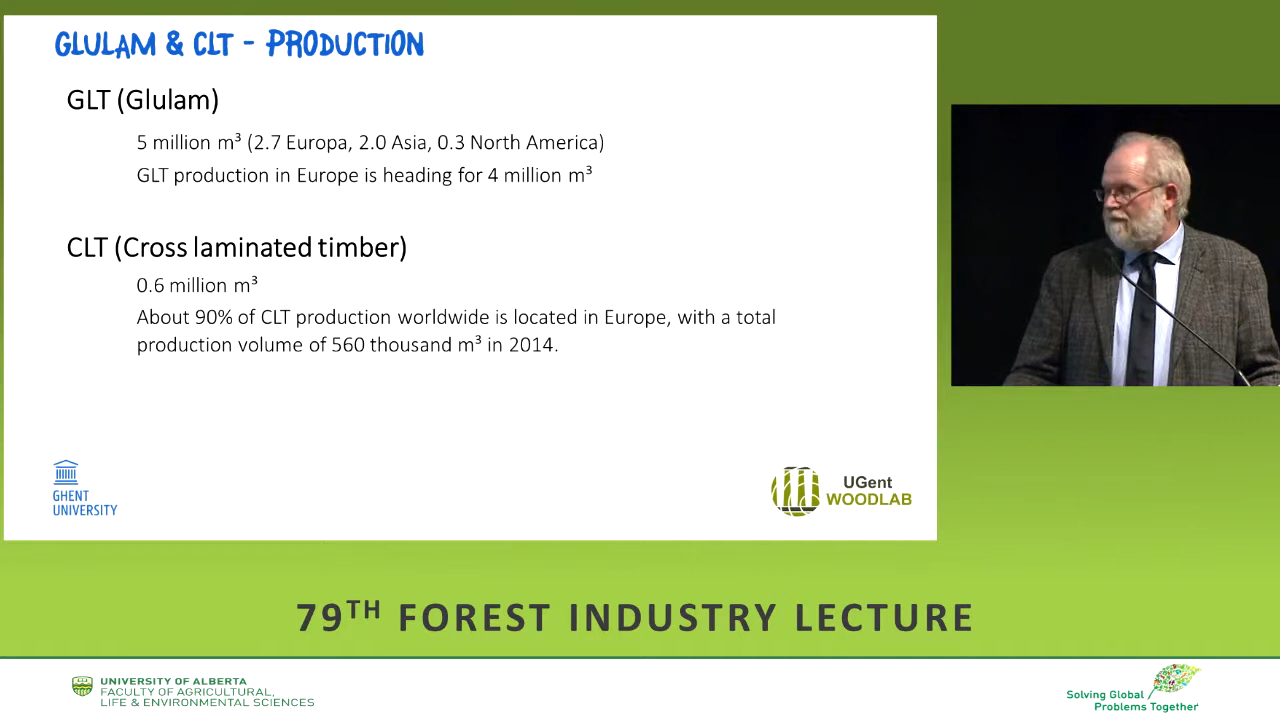 GLULAM & CLT - PRODUCTION
GLT (Glulam)
5 million m³ (2.7 Europa, 2.0 Asia, 0.3 North America)
GLT production in Europe is heading for 4 million m³
CLT (Cross laminated timber)
0.6 million m³
About 90% of CLT production worldwide is located in Europe, with a total
production volume of 560 thousand m³ in 2014.
GHENT
UNIVERSITY
UGent
WOODLAB
79TH FOREST INDUSTRY LECTURE
UNIVERSITY OF ALBERTA
FACULTY OF AGRICULTURAL,
LIFE & ENVIRONMENTAL SCIENCES
Solving Global
Problems Together